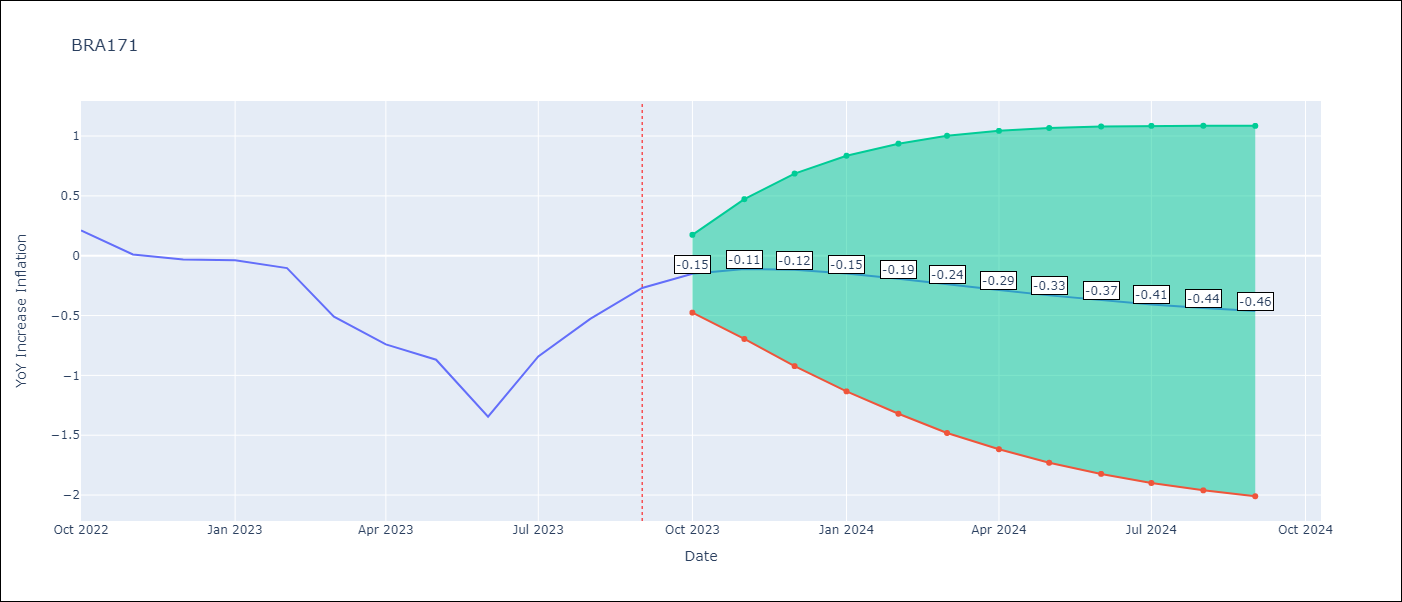 BRA171
YoY Increase Inflation
1
0.5
0
−0.5
−1
−1.5
−2
-0.15
-0.11
-0.12
-0.15
-0.19
-0.24
-0.29
-0.33
-0.37
-0.41
-0.44
-0.46
Oct 2022
Jan 2023
Apr 2023
Jul 2023
Oct 2023
Jan 2024
Apr 2024
Jul 2024
Oct 2024
Date